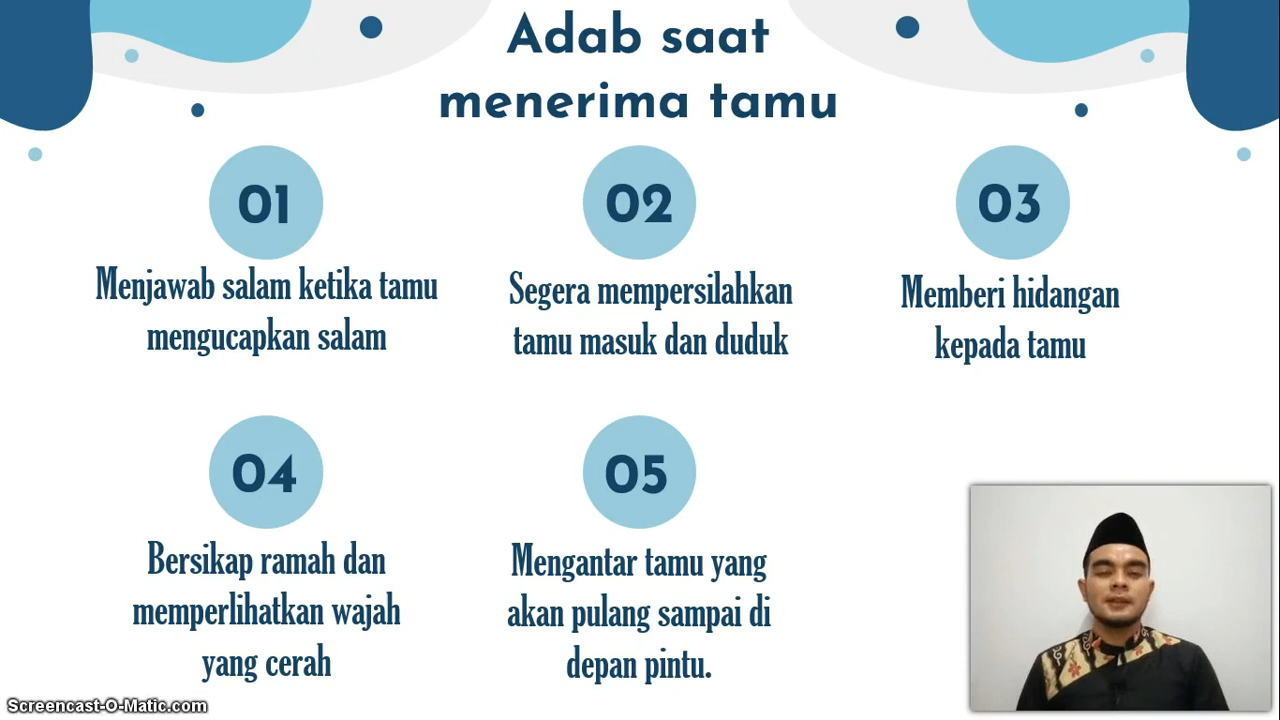 Adab saat
menerima tamu
01
Menjawab salam ketika tamu
mengucapkan salam
02
Segera mempersilahkan
tamu masuk dan duduk
03
Memberi hidangan
kepada tamu
04
Bersikap ramah dan
memperlihatkan wajah
yang cerah
05
Mengantar tamu yang
akan pulang sampai di
depan pintu.
Screencast-O-Matic.com